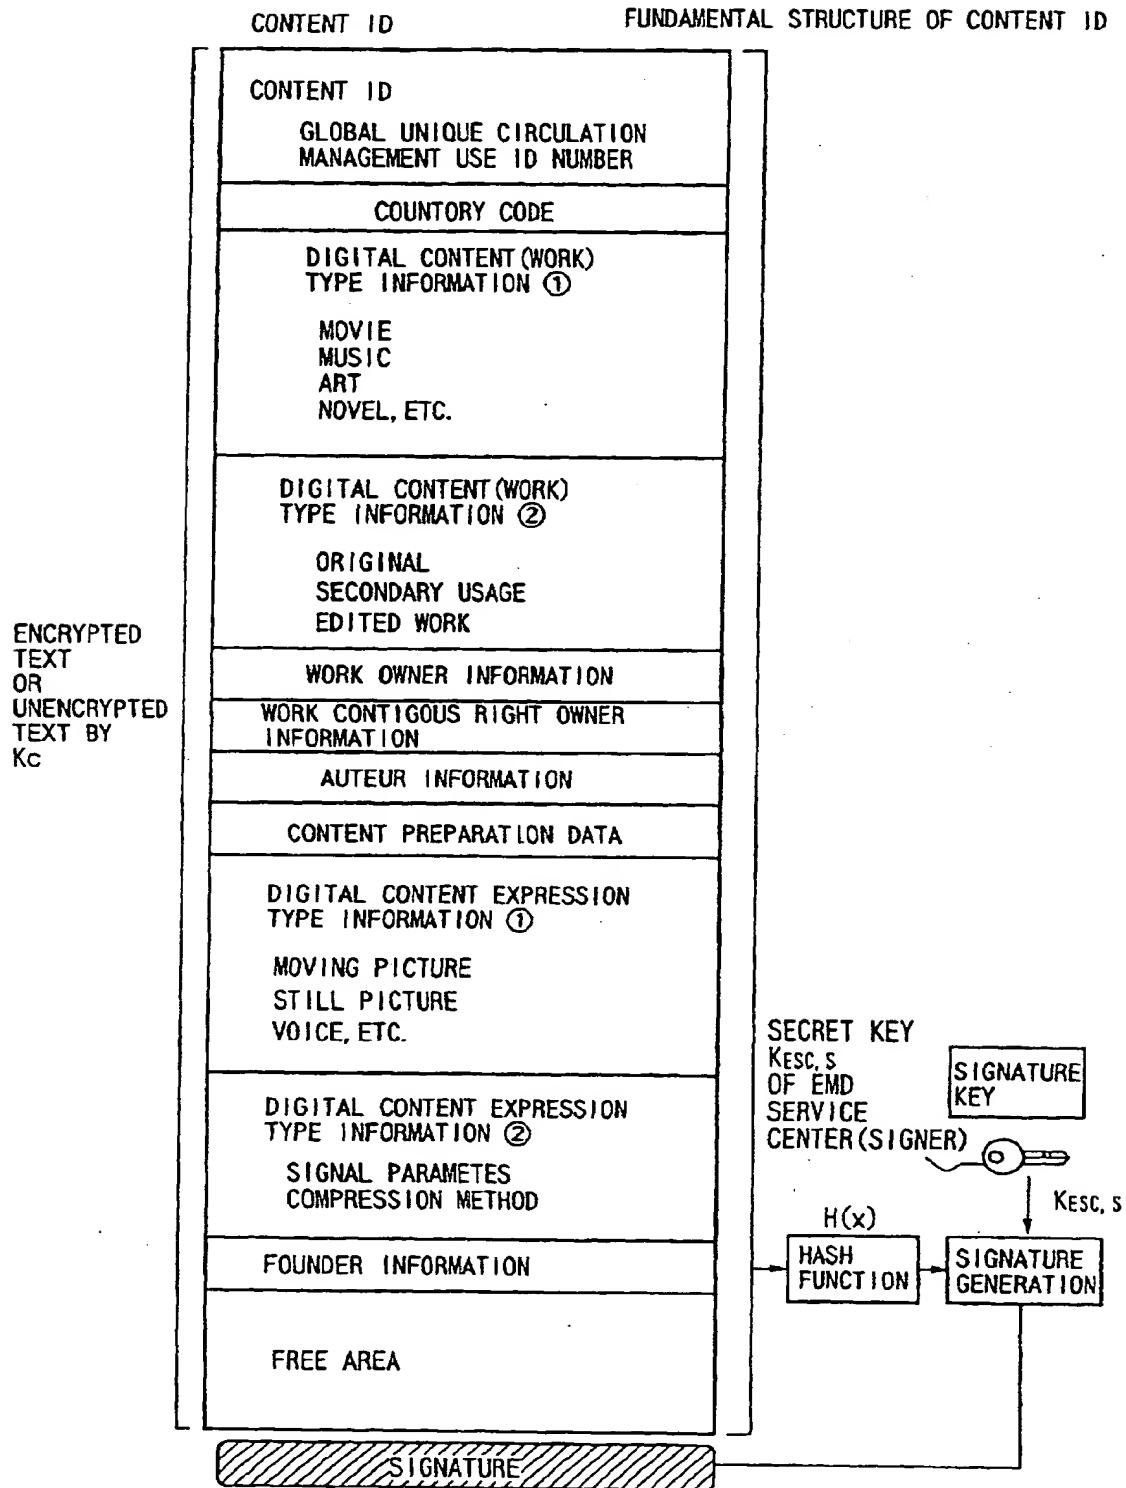 CONTENT ID
FUNDAMENTAL STRUCTURE OF CONTENT ID
CONTENT ID
GLOBAL UNIQUE CIRCULATION
MANAGEMENT USE ID NUMBER
COUNTORY CODE
DIGITAL CONTENT(WORK)
TYPE INFORMATION ①
MOVIE
MUSIC
ART
NOVEL, ETC.
DIGITAL CONTENT(WORK)
TYPE INFORMATION ②
ORIGINAL
SECONDARY USAGE
EDITED WORK
ENCRYPTED
TEXT
OR
UNENCRYPTED
TEXT BY
Kc
WORK OWNER INFORMATION
WORK CONTIGOUS RIGHT OWNER
INFORMATION
AUTEUR INFORMATION
CONTENT PREPARATION DATA
DIGITAL CONTENT EXPRESSION
TYPE INFORMATION ①
MOVING PICTURE
STILL PICTURE
VOICE, ETC.
DIGITAL CONTENT EXPRESSION
TYPE INFORMATION ②
SIGNAL PARAMETES
COMPRESSION METHOD
FOUNDER INFORMATION
FREE AREA
SIGNATURE
SECRET KEY
KESC, S
OF EMD
SERVICE
CENTER(SIGNER)
SIGNATURE
KEY
KESC, S
H(x)
HASH
FUNCTION
SIGNATURE
GENERATION